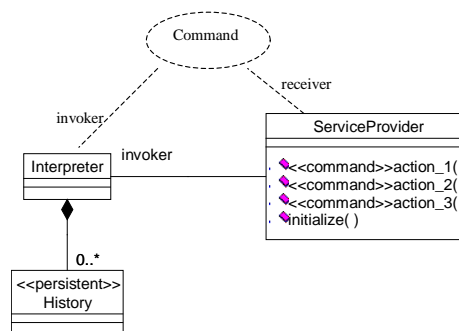 Command
receiver
invoker
ServiceProvider
invoker
Interpreter
<<command>>action_1(
<<command>>action_2(
<<command>>action_3(
initialize( )
0..*
<<persistent>>
History